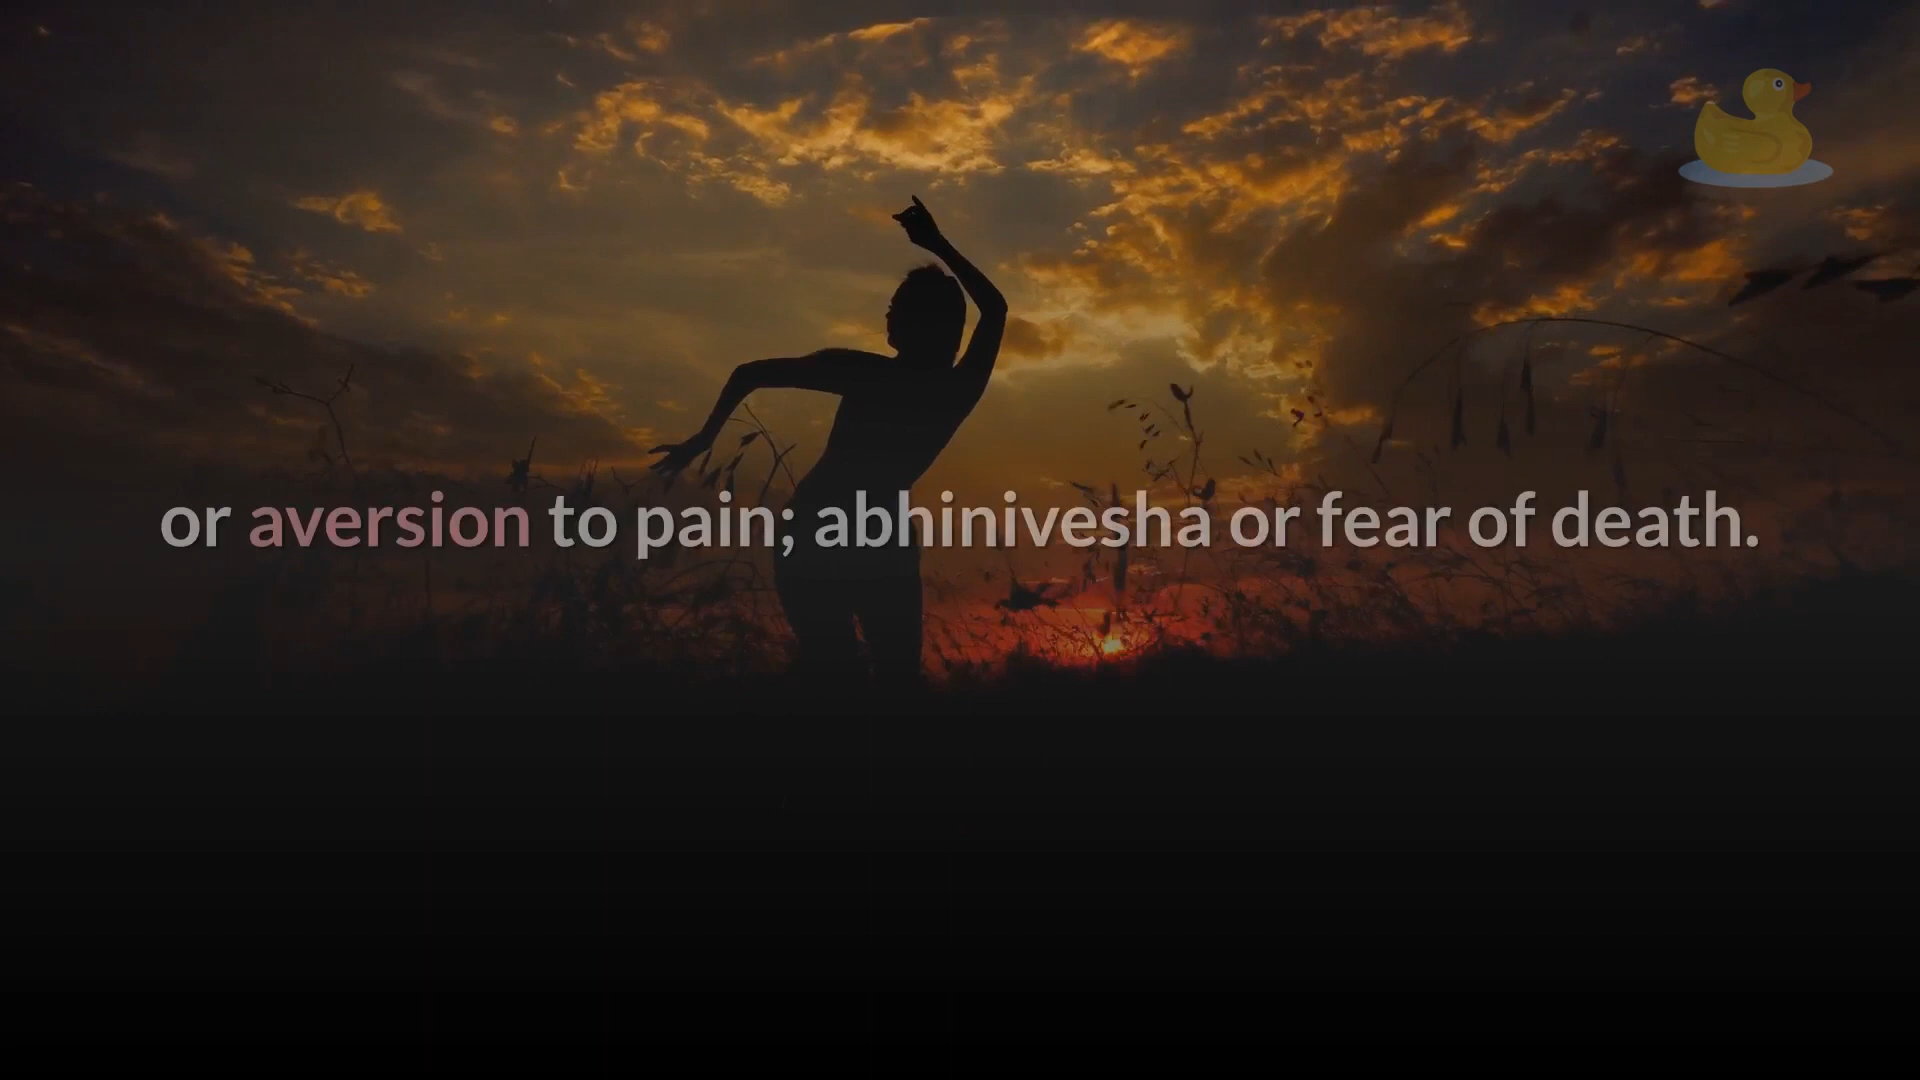 or aversion to pain; abhinivesha or fear of death.